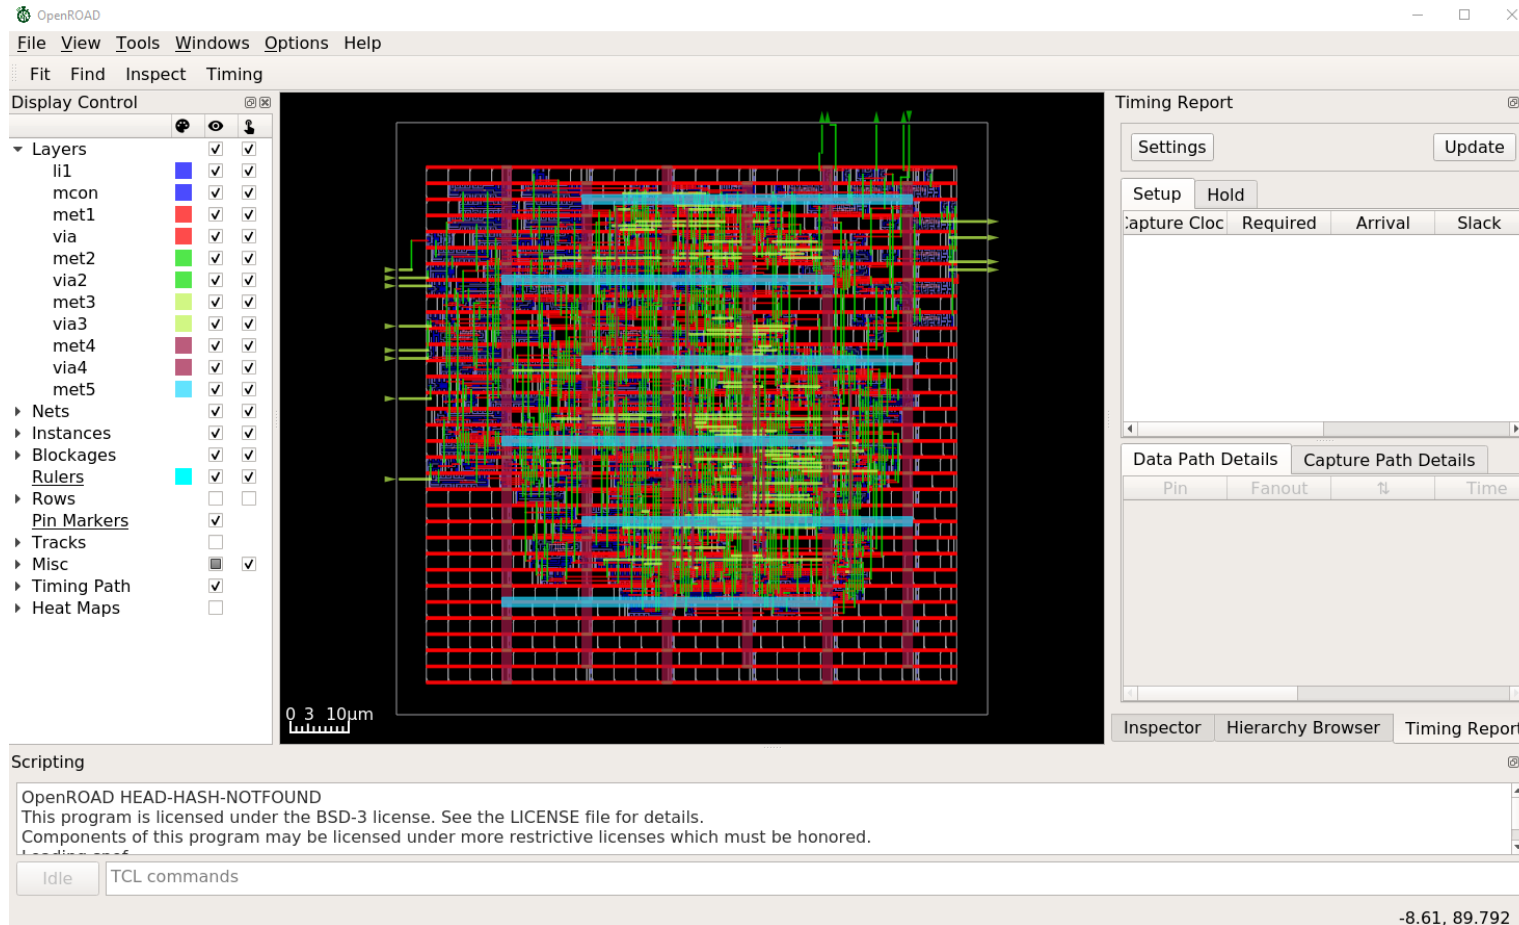 OpenROAD
File View Tools Windows Options Help
Fit Find Inspect Timing
Display Control
Layers
li1
mcon
met1
via
met2
via2
met3
via3
met4
via4
met5
Nets
Instances
Blockages
Rulers
Rows
Pin Markers
Tracks
Misc
Timing Path
Heat Maps
0 3 10μm
Timing Report
Settings Update
Setup Hold
Capture Cloc Required Arrival Slack
Data Path Details Capture Path Details
Pin Fanout ⇅ Time
Inspector Hierarchy Browser Timing Report
Scripting
OpenROAD HEAD-HASH-NOTFOUND
This program is licensed under the BSD-3 license. See the LICENSE file for details.
Components of this program may be licensed under more restrictive licenses which must be honored.
Idle TCL commands
-8.61, 89.792